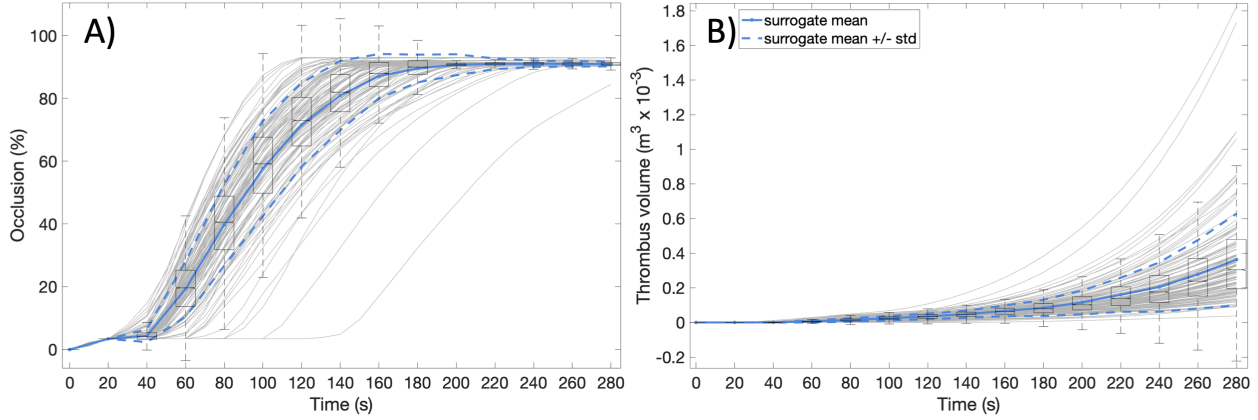 A)
100
80
60
40
20
0
Occlusion (%)
0 20 40 60 80 100 120 140 160 180 200 220 240 260 280
Time (s)
B)
surrogate mean
surrogate mean +/- std
1.8
1.6
1.4
1.2
1
0.8
0.6
0.4
0.2
0
-0.2
Thrombus volume (m³ x 10⁻³)
0 20 40 60 80 100 120 140 160 180 200 220 240 260 280
Time (s)